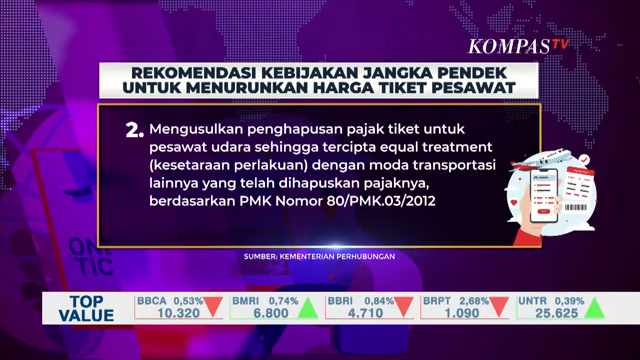 KOMPAS TV
REKOMENDASI KEBIJAKAN JANGKA PENDEK
UNTUK MENURUNKAN HARGA TIKET PESAWAT
2. Mengusulkan penghapusan pajak tiket untuk
pesawat udara sehingga tercipta equal treatment
(kesetaraan perlakuan) dengan moda transportasi
lainnya yang telah dihapuskan pajaknya,
berdasarkan PMK Nomor 80/PMK.03/2012
SUMBER: KEMENTERIAN PERHUBUNGAN
TOP
VALUE
BBCA 0,53%
10.320
BMRI 0,74%
6.800
BBRI 0,84%
4.710
BRPT 2,68%
1.090
UNTR 0,39%
25.625